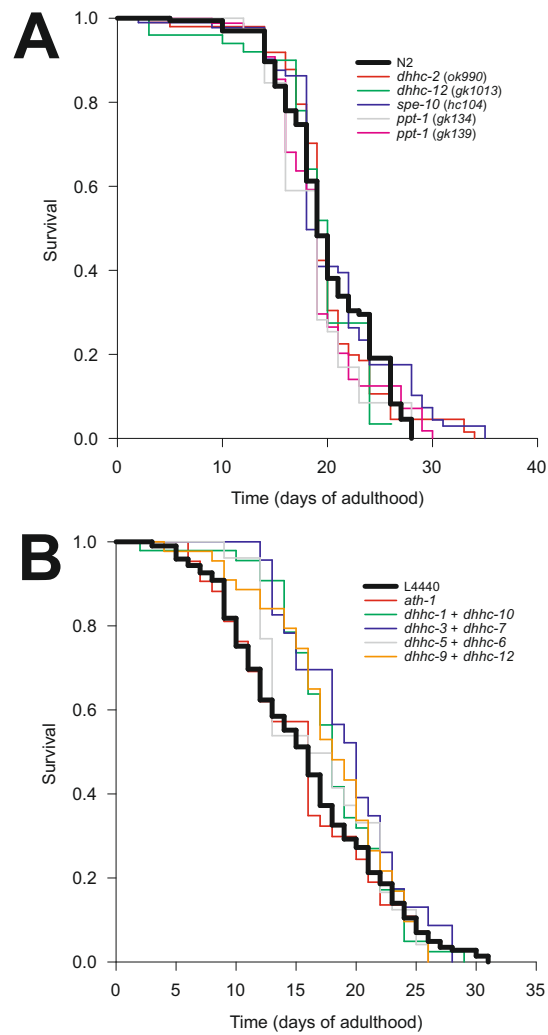 A
1.0
0.8
0.6
0.4
0.2
0.0
Survival
0
10
20
30
40
Time (days of adulthood)
N2
dhhc-2 (ok990)
dhhc-12 (gk1013)
spe-10 (hc104)
ppt-1 (gk134)
ppt-1 (gk139)
B
1.0
0.8
0.6
0.4
0.2
0.0
Survival
0
5
10
15
20
25
30
35
Time (days of adulthood)
L4440
ath-1
dhhc-1 + dhhc-10
dhhc-3 + dhhc-7
dhhc-5 + dhhc-6
dhhc-9 + dhhc-12